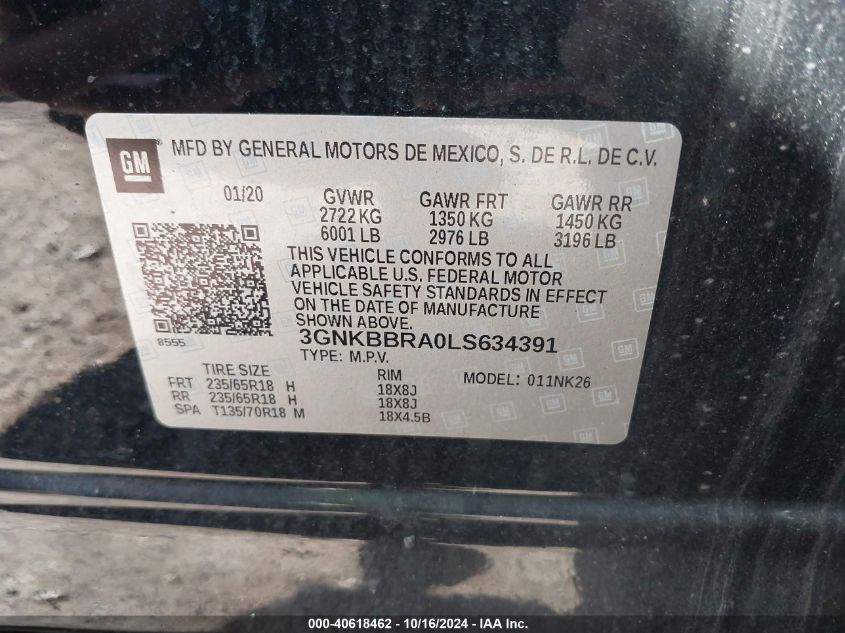 GM MFD BY GENERAL MOTORS DE MEXICO, S. DE R.L. DE C.V.
01/20 GVWR GAWR FRT GAWR RR
2722 KG 1350 KG 1450 KG
6001 LB 2976 LB 3196 LB
THIS VEHICLE CONFORMS TO ALL
APPLICABLE U.S. FEDERAL MOTOR
VEHICLE SAFETY STANDARDS IN EFFECT
ON THE DATE OF MANUFACTURE
SHOWN ABOVE.
8555 3GNKBBRA0LS634391
TYPE: M.P.V.
TIRE SIZE RIM MODEL: 011NK26
FRT 235/65R18 H 18X8J
RR 235/65R18 H 18X8J
SPA T135/70R18 M 18X4.5B
000-40618462 - 10/16/2024 - IAA Inc.